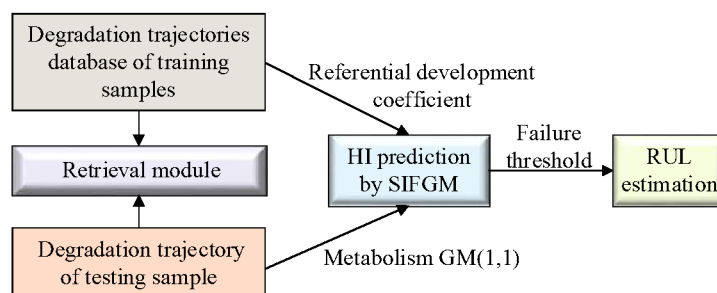 Degradation trajectories
database of training
samples
Referential development
coefficient
Retrieval module
HI prediction
by SIFGM
Failure
threshold
RUL
estimation
Degradation trajectory
of testing sample
Metabolism GM(1,1)